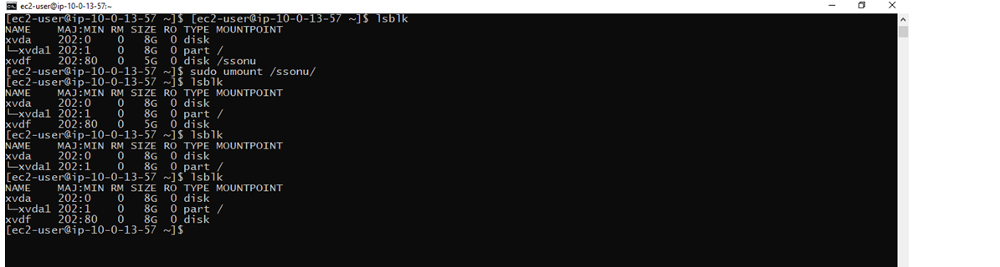 ec2-user@ip-10-0-13-57:~
[ec2-user@ip-10-0-13-57 ~]$ [ec2-user@ip-10-0-13-57 ~]$ lsblk
NAME    MAJ:MIN RM SIZE RO TYPE MOUNTPOINT
xvda    202:0    0   8G  0 disk
└─xvda1 202:1    0   8G  0 part /
xvdf    202:80   0   5G  0 disk /ssonu
[ec2-user@ip-10-0-13-57 ~]$ sudo umount /ssonu/
[ec2-user@ip-10-0-13-57 ~]$ lsblk
NAME    MAJ:MIN RM SIZE RO TYPE MOUNTPOINT
xvda    202:0    0   8G  0 disk
└─xvda1 202:1    0   8G  0 part /
xvdf    202:80   0   5G  0 disk
[ec2-user@ip-10-0-13-57 ~]$ lsblk
NAME    MAJ:MIN RM SIZE RO TYPE MOUNTPOINT
xvda    202:0    0   8G  0 disk
└─xvda1 202:1    0   8G  0 part /
[ec2-user@ip-10-0-13-57 ~]$ lsblk
NAME    MAJ:MIN RM SIZE RO TYPE MOUNTPOINT
xvda    202:0    0   8G  0 disk
└─xvda1 202:1    0   8G  0 part /
xvdf    202:80   0   8G  0 disk
[ec2-user@ip-10-0-13-57 ~]$